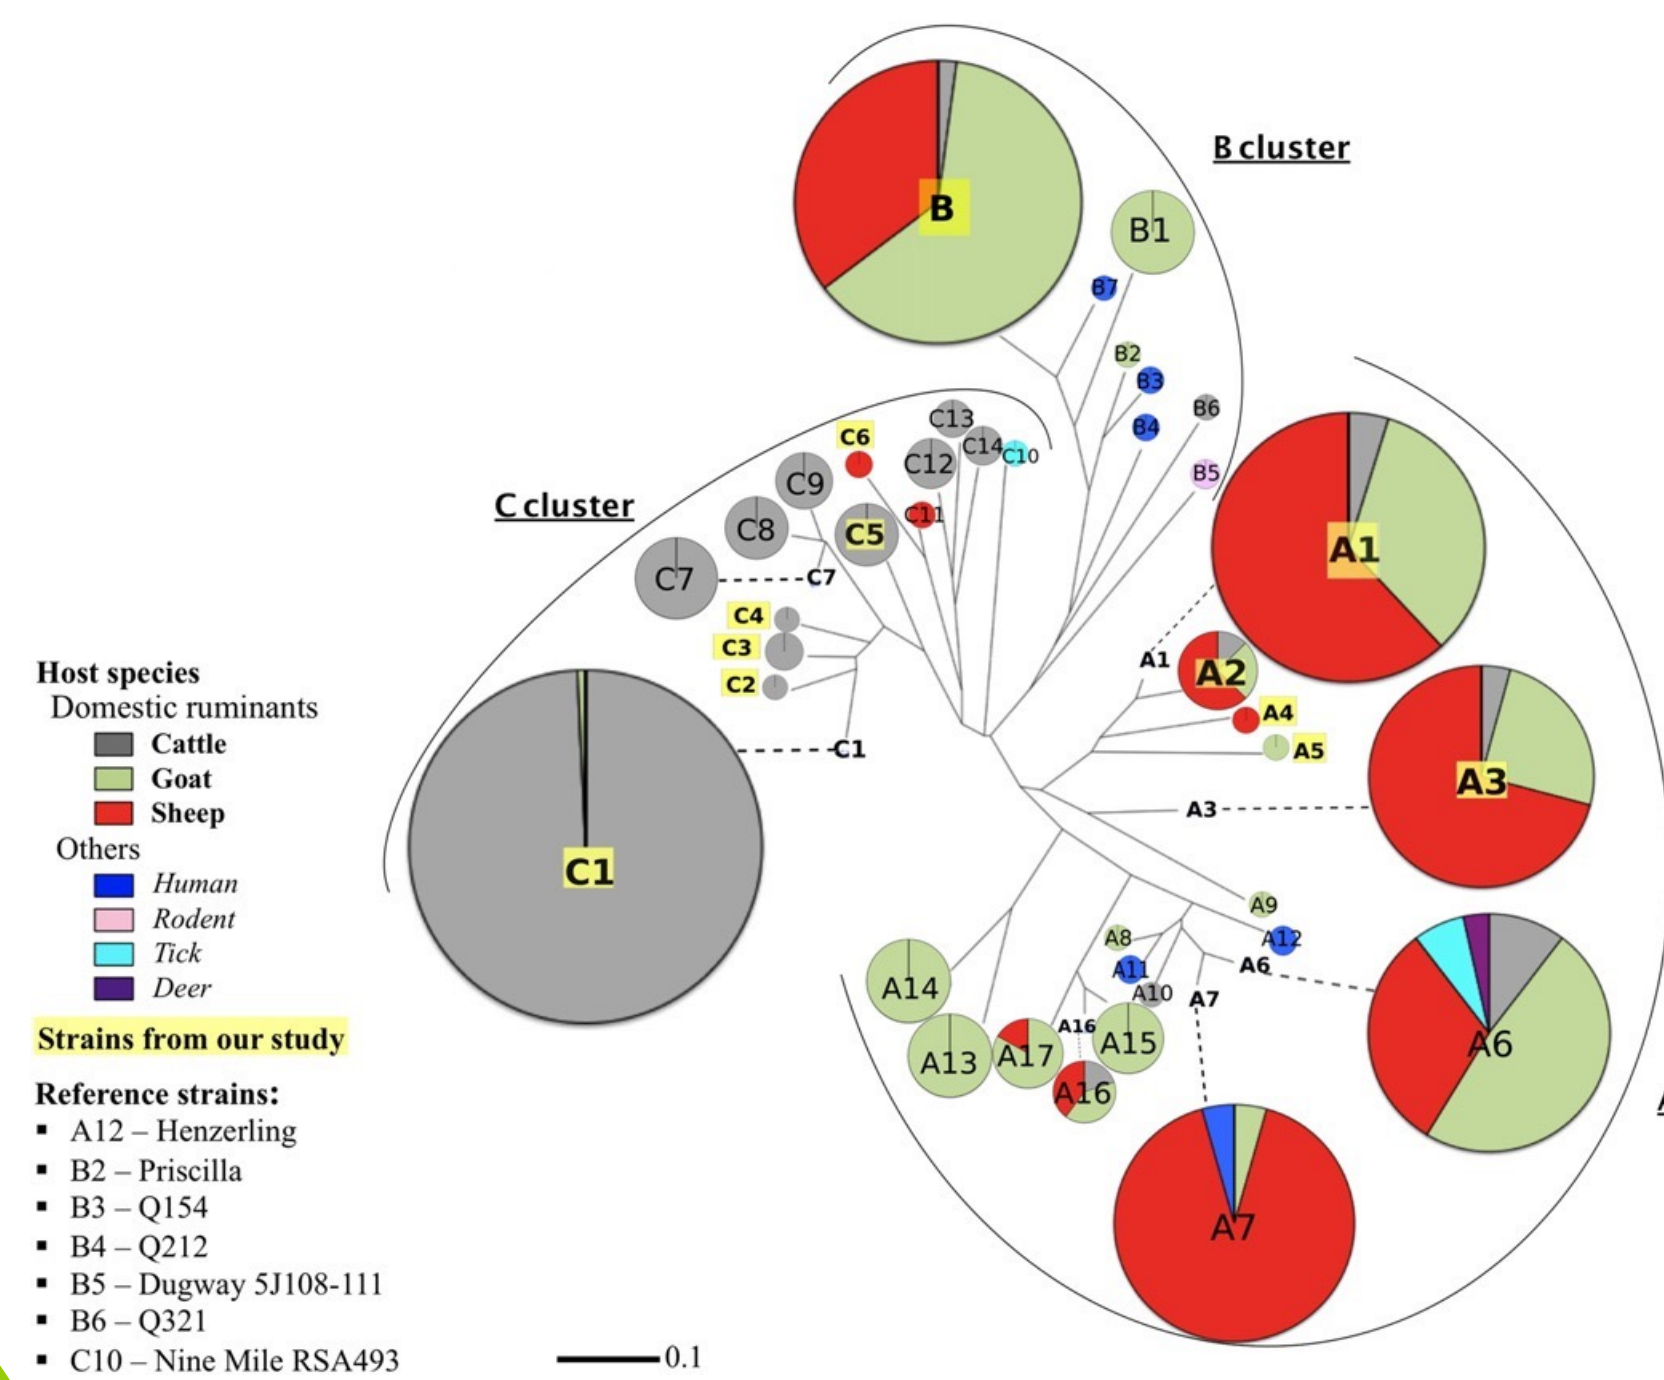 B
B cluster
B1
B7
B2
B3
B4
B6
B5
C13
C6
C14
C10
C12
C9
C cluster
C11
C8
C5
A1
C7
C7
C4
C3
C2
A1
A2
A4
A5
C1
A3
A3
C1
A9
A8
A12
A11
A6
A14
A10
A7
A16
A15
A6
A13
A17
A16
A7
Host species
Domestic ruminants
Cattle
Goat
Sheep
Others
Human
Rodent
Tick
Deer
Strains from our study
Reference strains:
▪ A12 – Henzerling
▪ B2 – Priscilla
▪ B3 – Q154
▪ B4 – Q212
▪ B5 – Dugway 5J108-111
▪ B6 – Q321
▪ C10 – Nine Mile RSA493
0.1